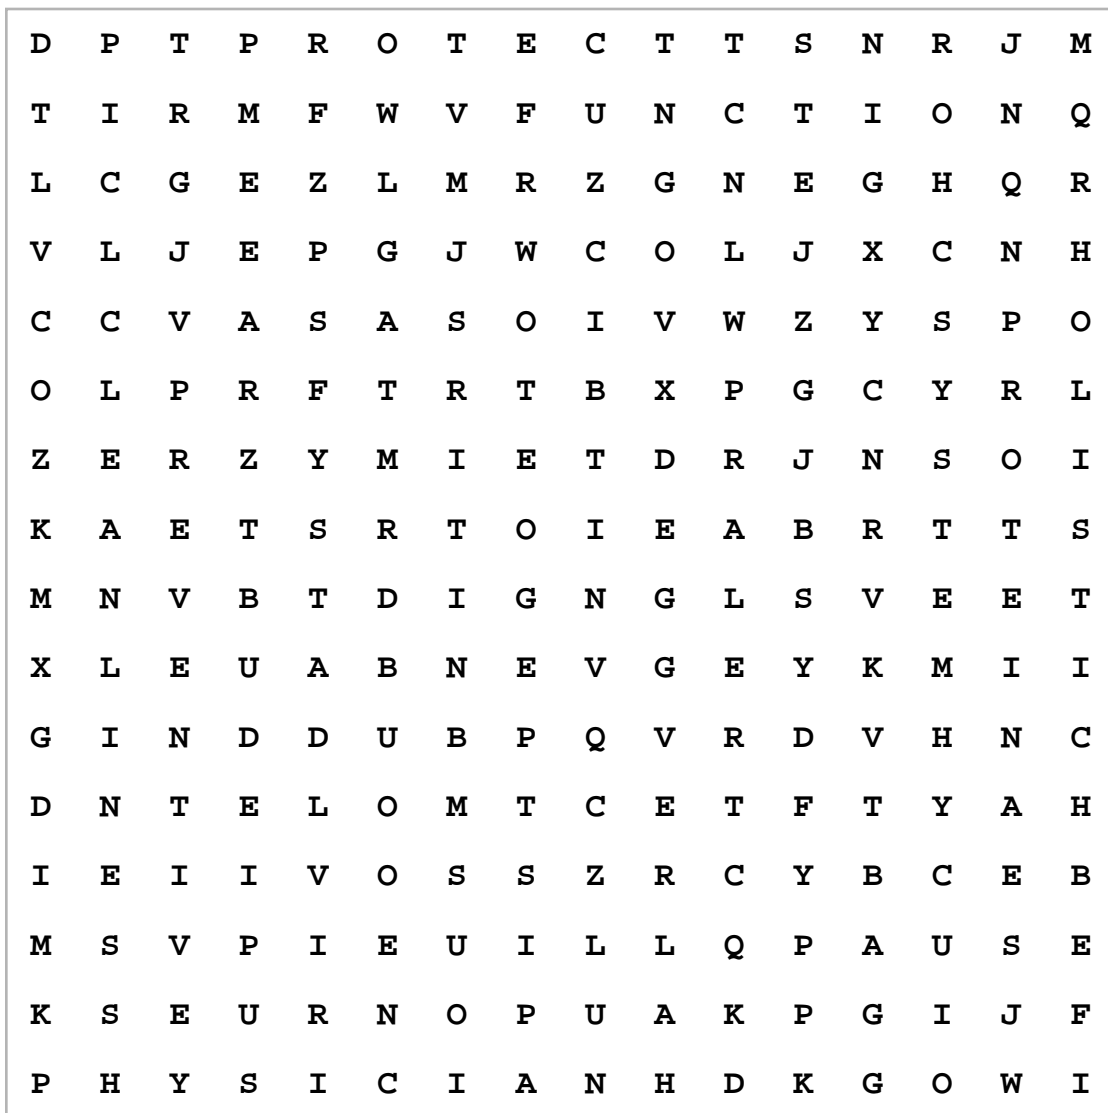 D P T P R O T E C T T S N R J M
T I R M F W V F U N C T I O N Q
L C G E Z L M R Z G N E G H Q R
V L J E P G J W C O L J X C N H
C C V A S A S O I V W Z Y S P O
O L P R F T R T B X P G C Y R L
Z E R Z Y M I E T D R J N S O I
K A E T S R T O I E A B R T T S
M N V B T D I G N G L S V E E T
X L E U A B N E V G E Y K M I I
G I N D D U B P Q V R D V H N C
D N T E L O M T C E T F T Y A H
I E I I V O S S Z R C Y B C E B
M S V P I E U I L L Q P A U S E
K S E U R N O P U A K P G I J F
P H Y S I C I A N H D K G O W I